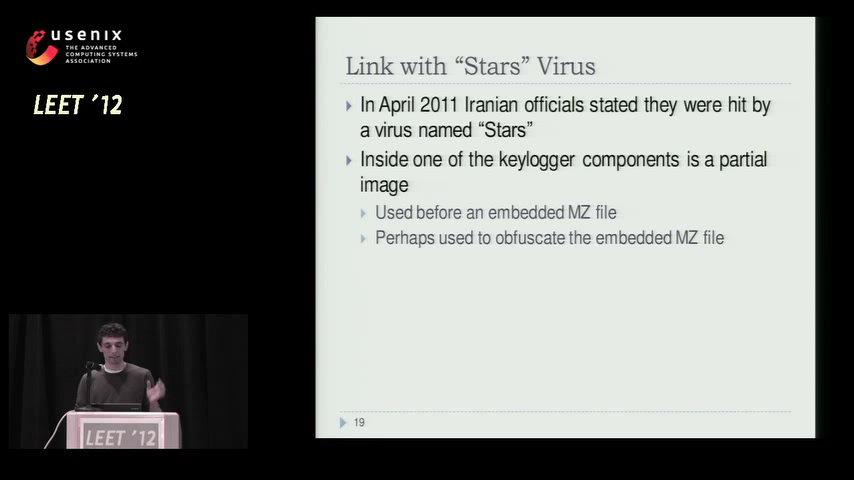 usenix
THE ADVANCED
COMPUTING SYSTEMS
ASSOCIATION
LEET '12
Link with “Stars” Virus
In April 2011 Iranian officials stated they were hit by
a virus named “Stars”
Inside one of the keylogger components is a partial
image
Used before an embedded MZ file
Perhaps used to obfuscate the embedded MZ file
19
LEET '12